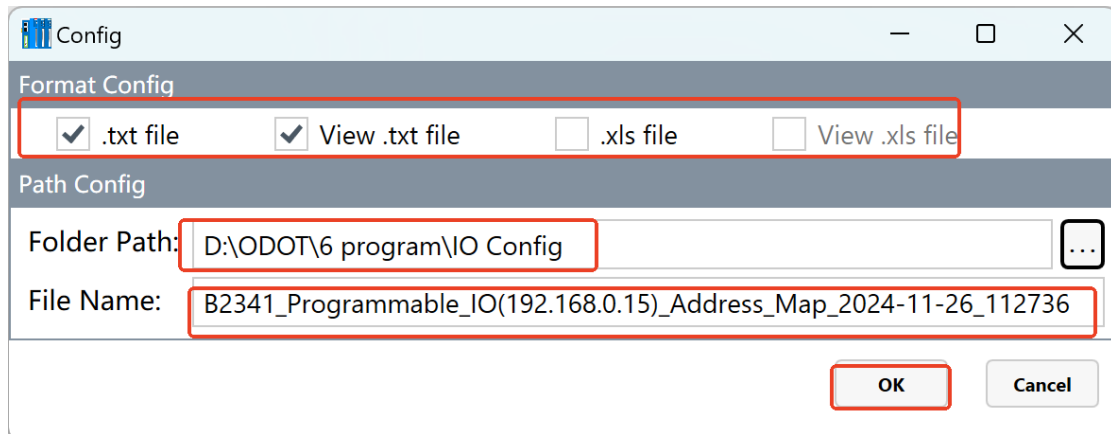 Config
Format Config
.txt file View .txt file .xls file View .xls file
Path Config
Folder Path: D:\ODOT\6 program\IO Config ...
File Name: B2341_Programmable_IO(192.168.0.15)_Address_Map_2024-11-26_112736
OK Cancel